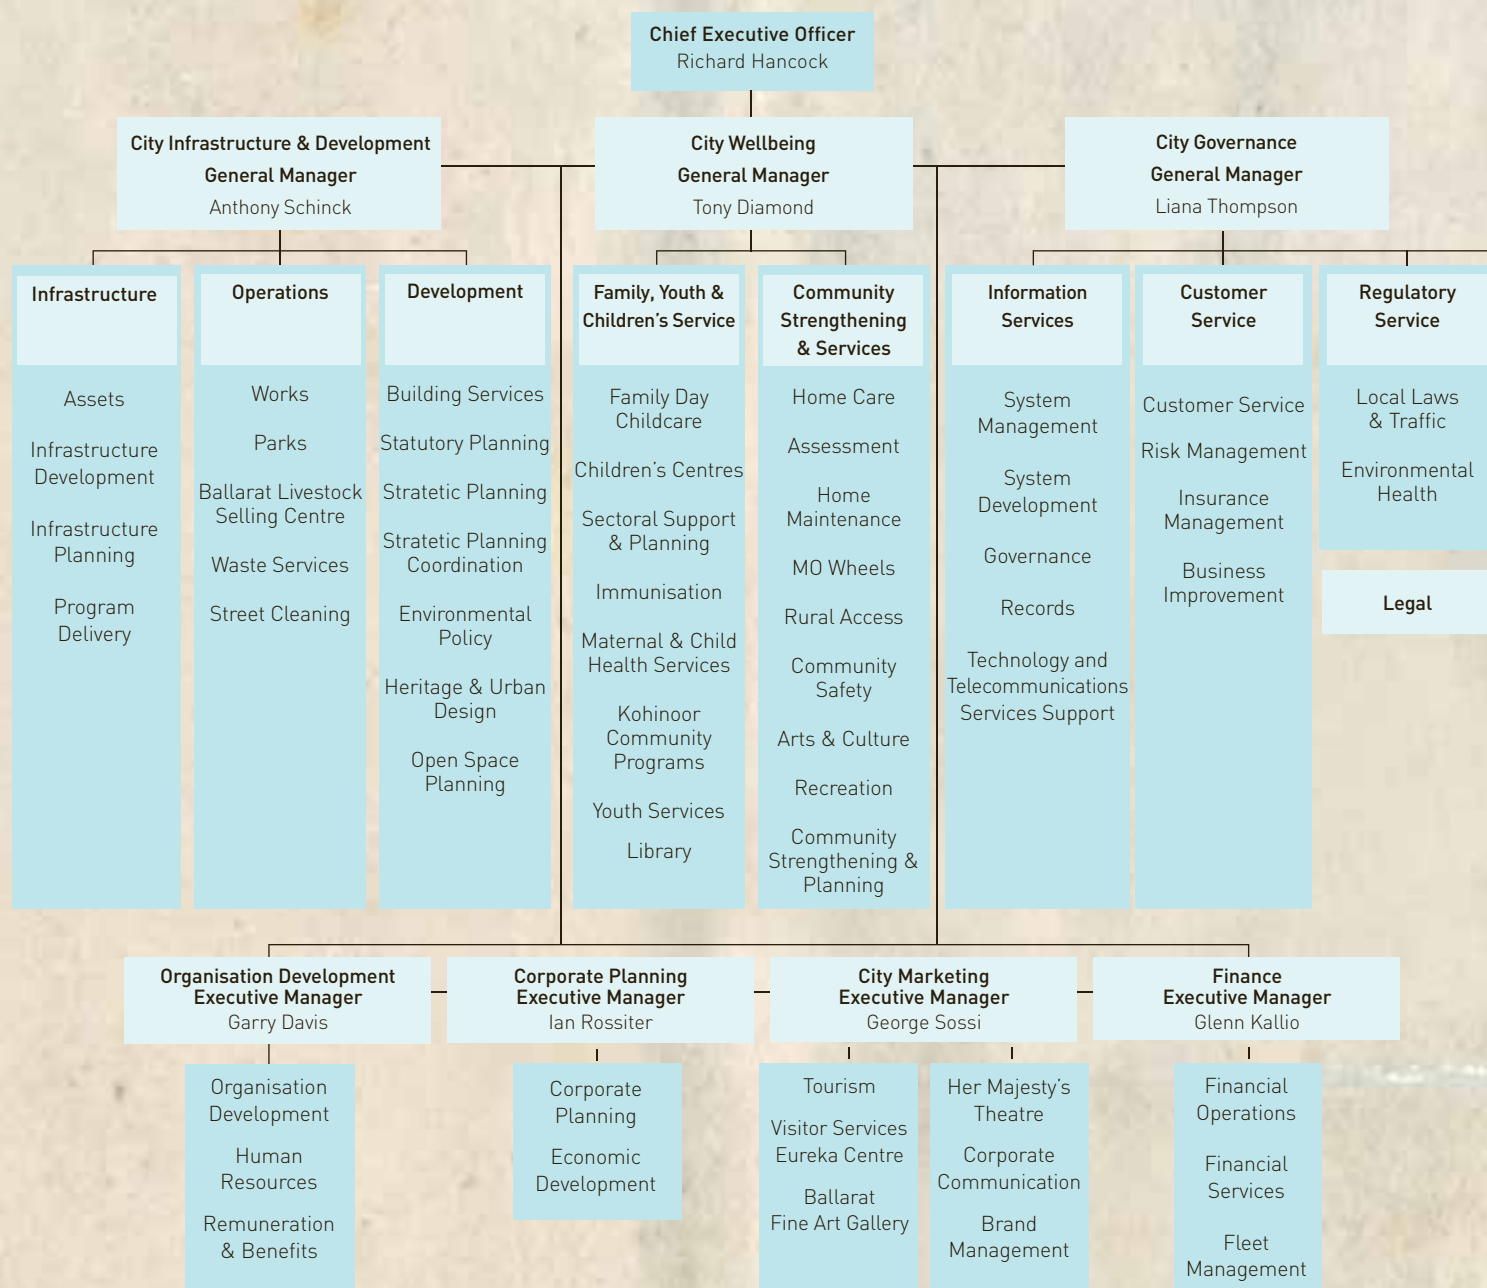 Chief Executive Officer
Richard Hancock
City Infrastructure & Development
General Manager
Anthony Schinck
City Wellbeing
General Manager
Tony Diamond
City Governance
General Manager
Liana Thompson
Infrastructure
Assets
Infrastructure
Development
Infrastructure
Planning
Program
Delivery
Operations
Works
Parks
Ballarat Livestock
Selling Centre
Waste Services
Street Cleaning
Development
Building Services
Statutory Planning
Stratetic Planning
Stratetic Planning
Coordination
Environmental
Policy
Heritage & Urban
Design
Open Space
Planning
Family, Youth &
Children's Service
Family Day
Childcare
Children's Centres
Sectoral Support
& Planning
Immunisation
Maternal & Child
Health Services
Kohinoor
Community
Programs
Youth Services
Library
Community
Strengthening
& Services
Home Care
Assessment
Home
Maintenance
MO Wheels
Rural Access
Community
Safety
Arts & Culture
Recreation
Community
Strengthening &
Planning
Information
Services
System
Management
System
Development
Governance
Records
Technology and
Telecommunications
Services Support
Customer
Service
Customer Service
Risk Management
Insurance
Management
Business
Improvement
Regulatory
Service
Local Laws
& Traffic
Environmental
Health
Legal
Organisation Development
Executive Manager
Garry Davis
Organisation
Development
Human
Resources
Remuneration
& Benefits
Corporate Planning
Executive Manager
Ian Rossiter
Corporate
Planning
Economic
Development
City Marketing
Executive Manager
George Sossi
Tourism
Visitor Services
Eureka Centre
Ballarat
Fine Art Gallery
Her Majesty's
Theatre
Corporate
Communication
Brand
Management
Finance
Executive Manager
Glenn Kallio
Financial
Operations
Financial
Services
Fleet
Management